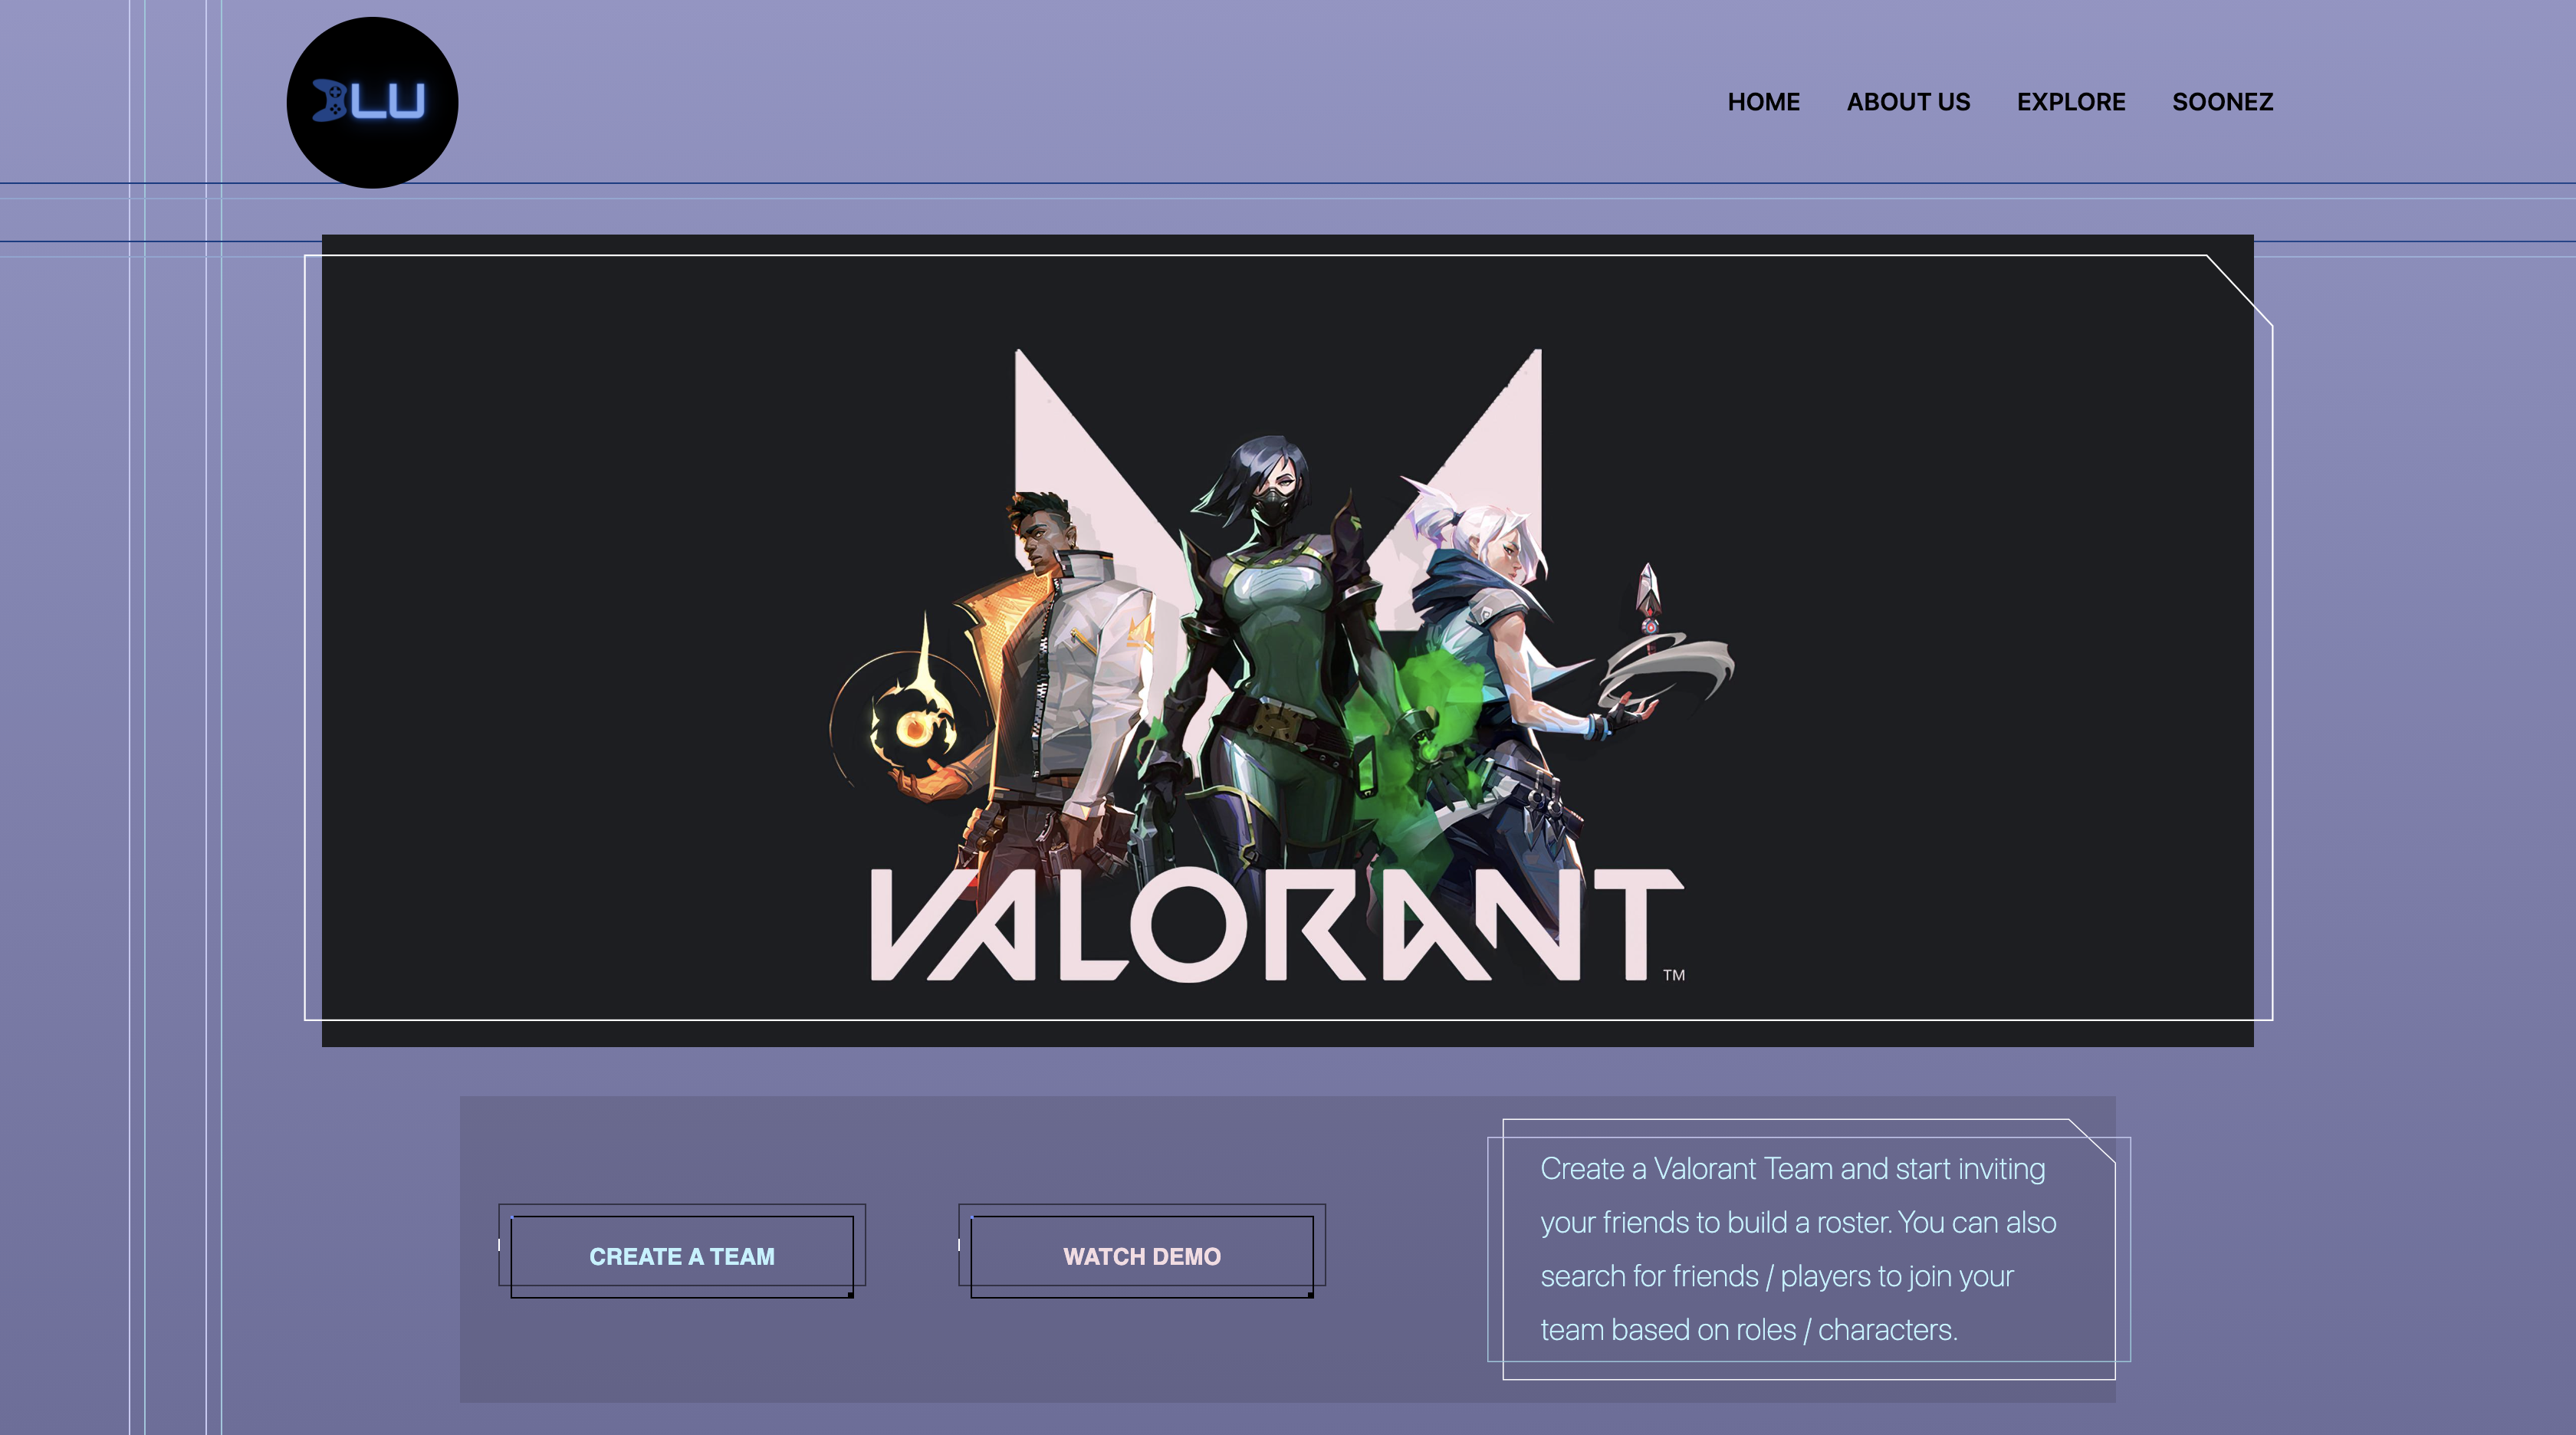 LU
HOME ABOUT US EXPLORE SOONEZ
VALORANT™
CREATE A TEAM
WATCH DEMO
Create a Valorant Team and start inviting
your friends to build a roster. You can also
search for friends / players to join your
team based on roles / characters.